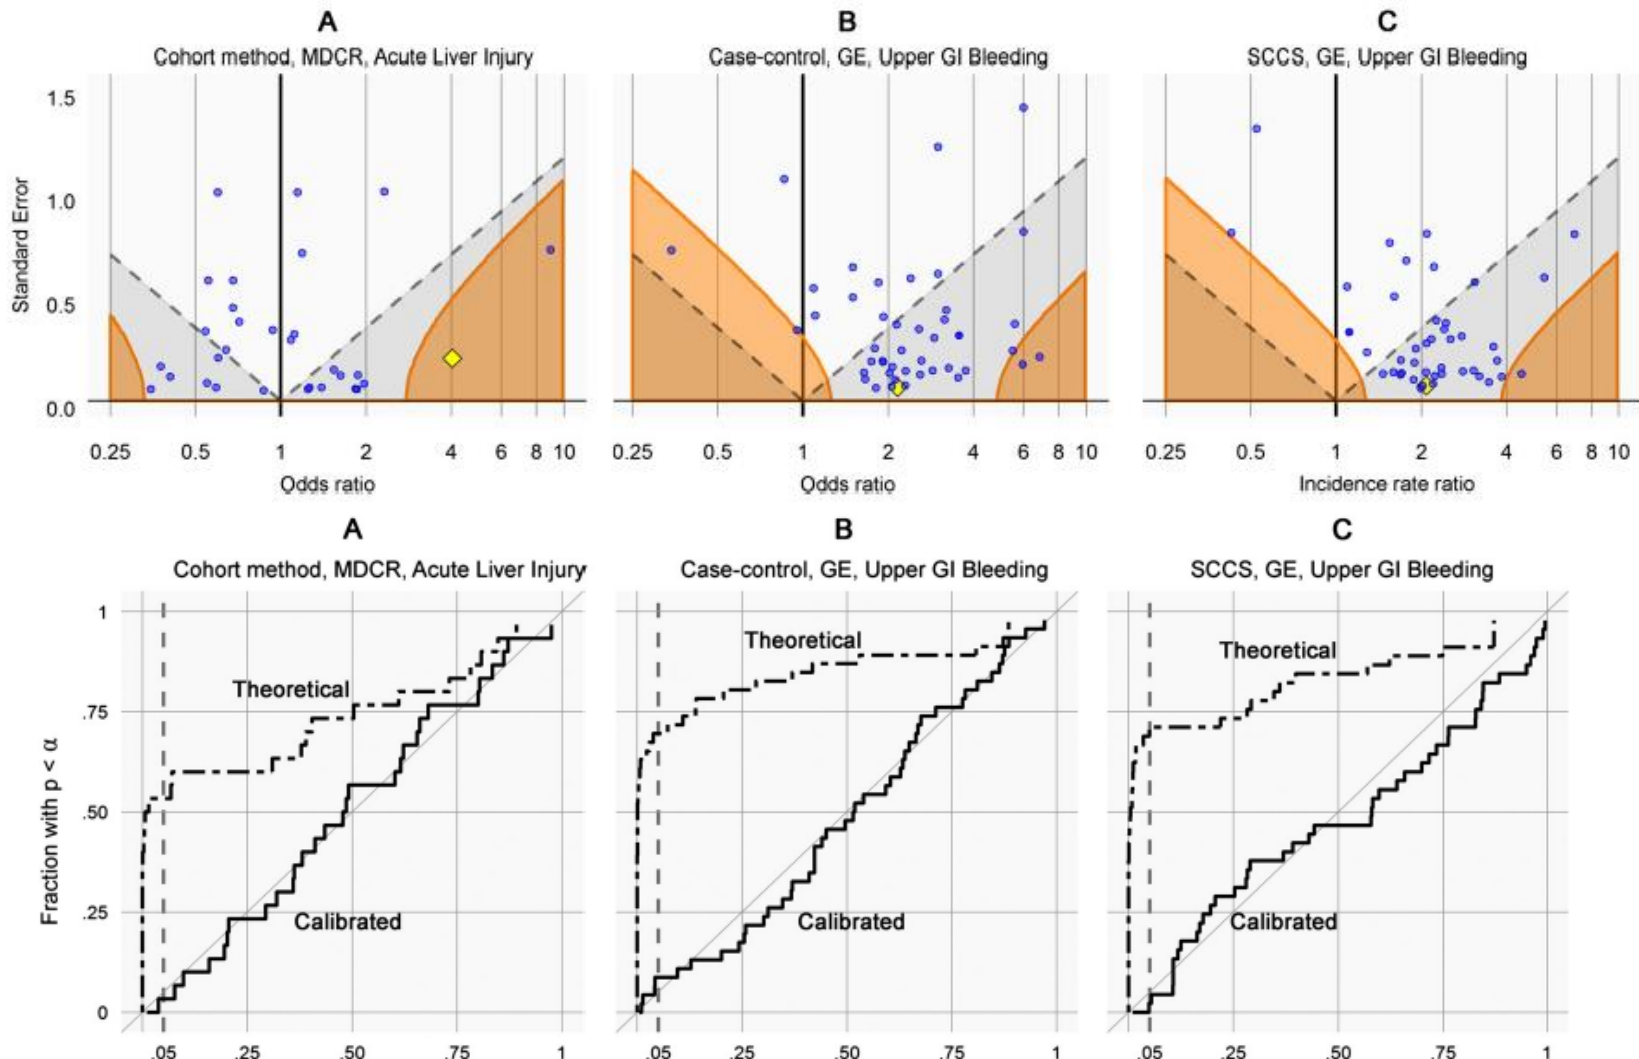 A B C
Cohort method, MDCR, Acute Liver Injury Case-control, GE, Upper GI Bleeding SCCS, GE, Upper GI Bleeding
Standard Error
1.5
1.0
0.5
0.0
0.25 0.5 1 2 4 6 8 10 0.25 0.5 1 2 4 6 8 10 0.25 0.5 1 2 4 6 8 10
Odds ratio Odds ratio Incidence rate ratio
A B C
Cohort method, MDCR, Acute Liver Injury Case-control, GE, Upper GI Bleeding SCCS, GE, Upper GI Bleeding
Fraction with p < α
1
.75
.50
.25
0
Theoretical Theoretical Theoretical
Calibrated Calibrated Calibrated
.05 .25 .50 .75 1 .05 .25 .50 .75 1 .05 .25 .50 .75 1